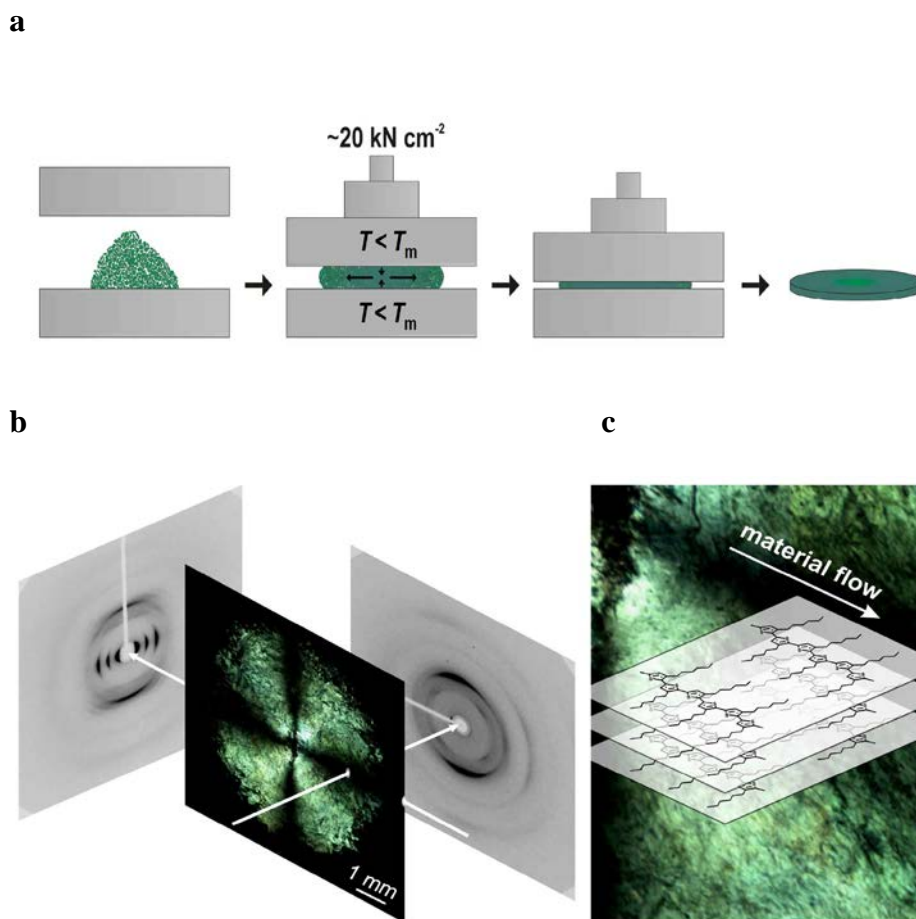 a
~20 kN cm⁻²
T < Tₘ
T < Tₘ
b
c
material flow
1 mm